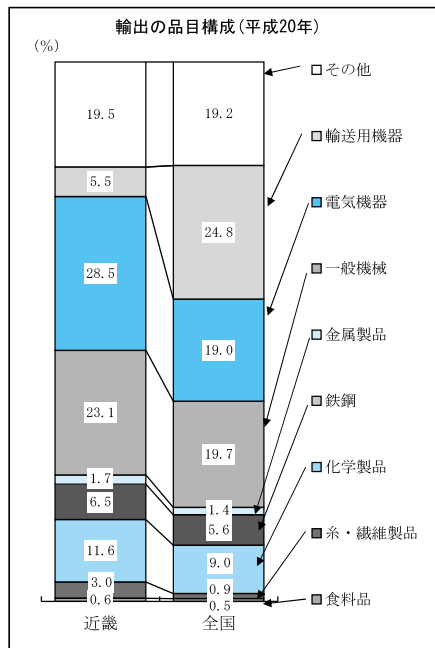 輸出の品目構成(平成20年)
(%)
19.5
5.5
28.5
23.1
1.7
6.5
11.6
3.0
0.6
近畿
19.2
24.8
19.0
19.7
1.4
5.6
9.0
0.9
0.5
全国
その他
輸送用機器
電気機器
一般機械
金属製品
鉄鋼
化学製品
糸・繊維製品
食料品